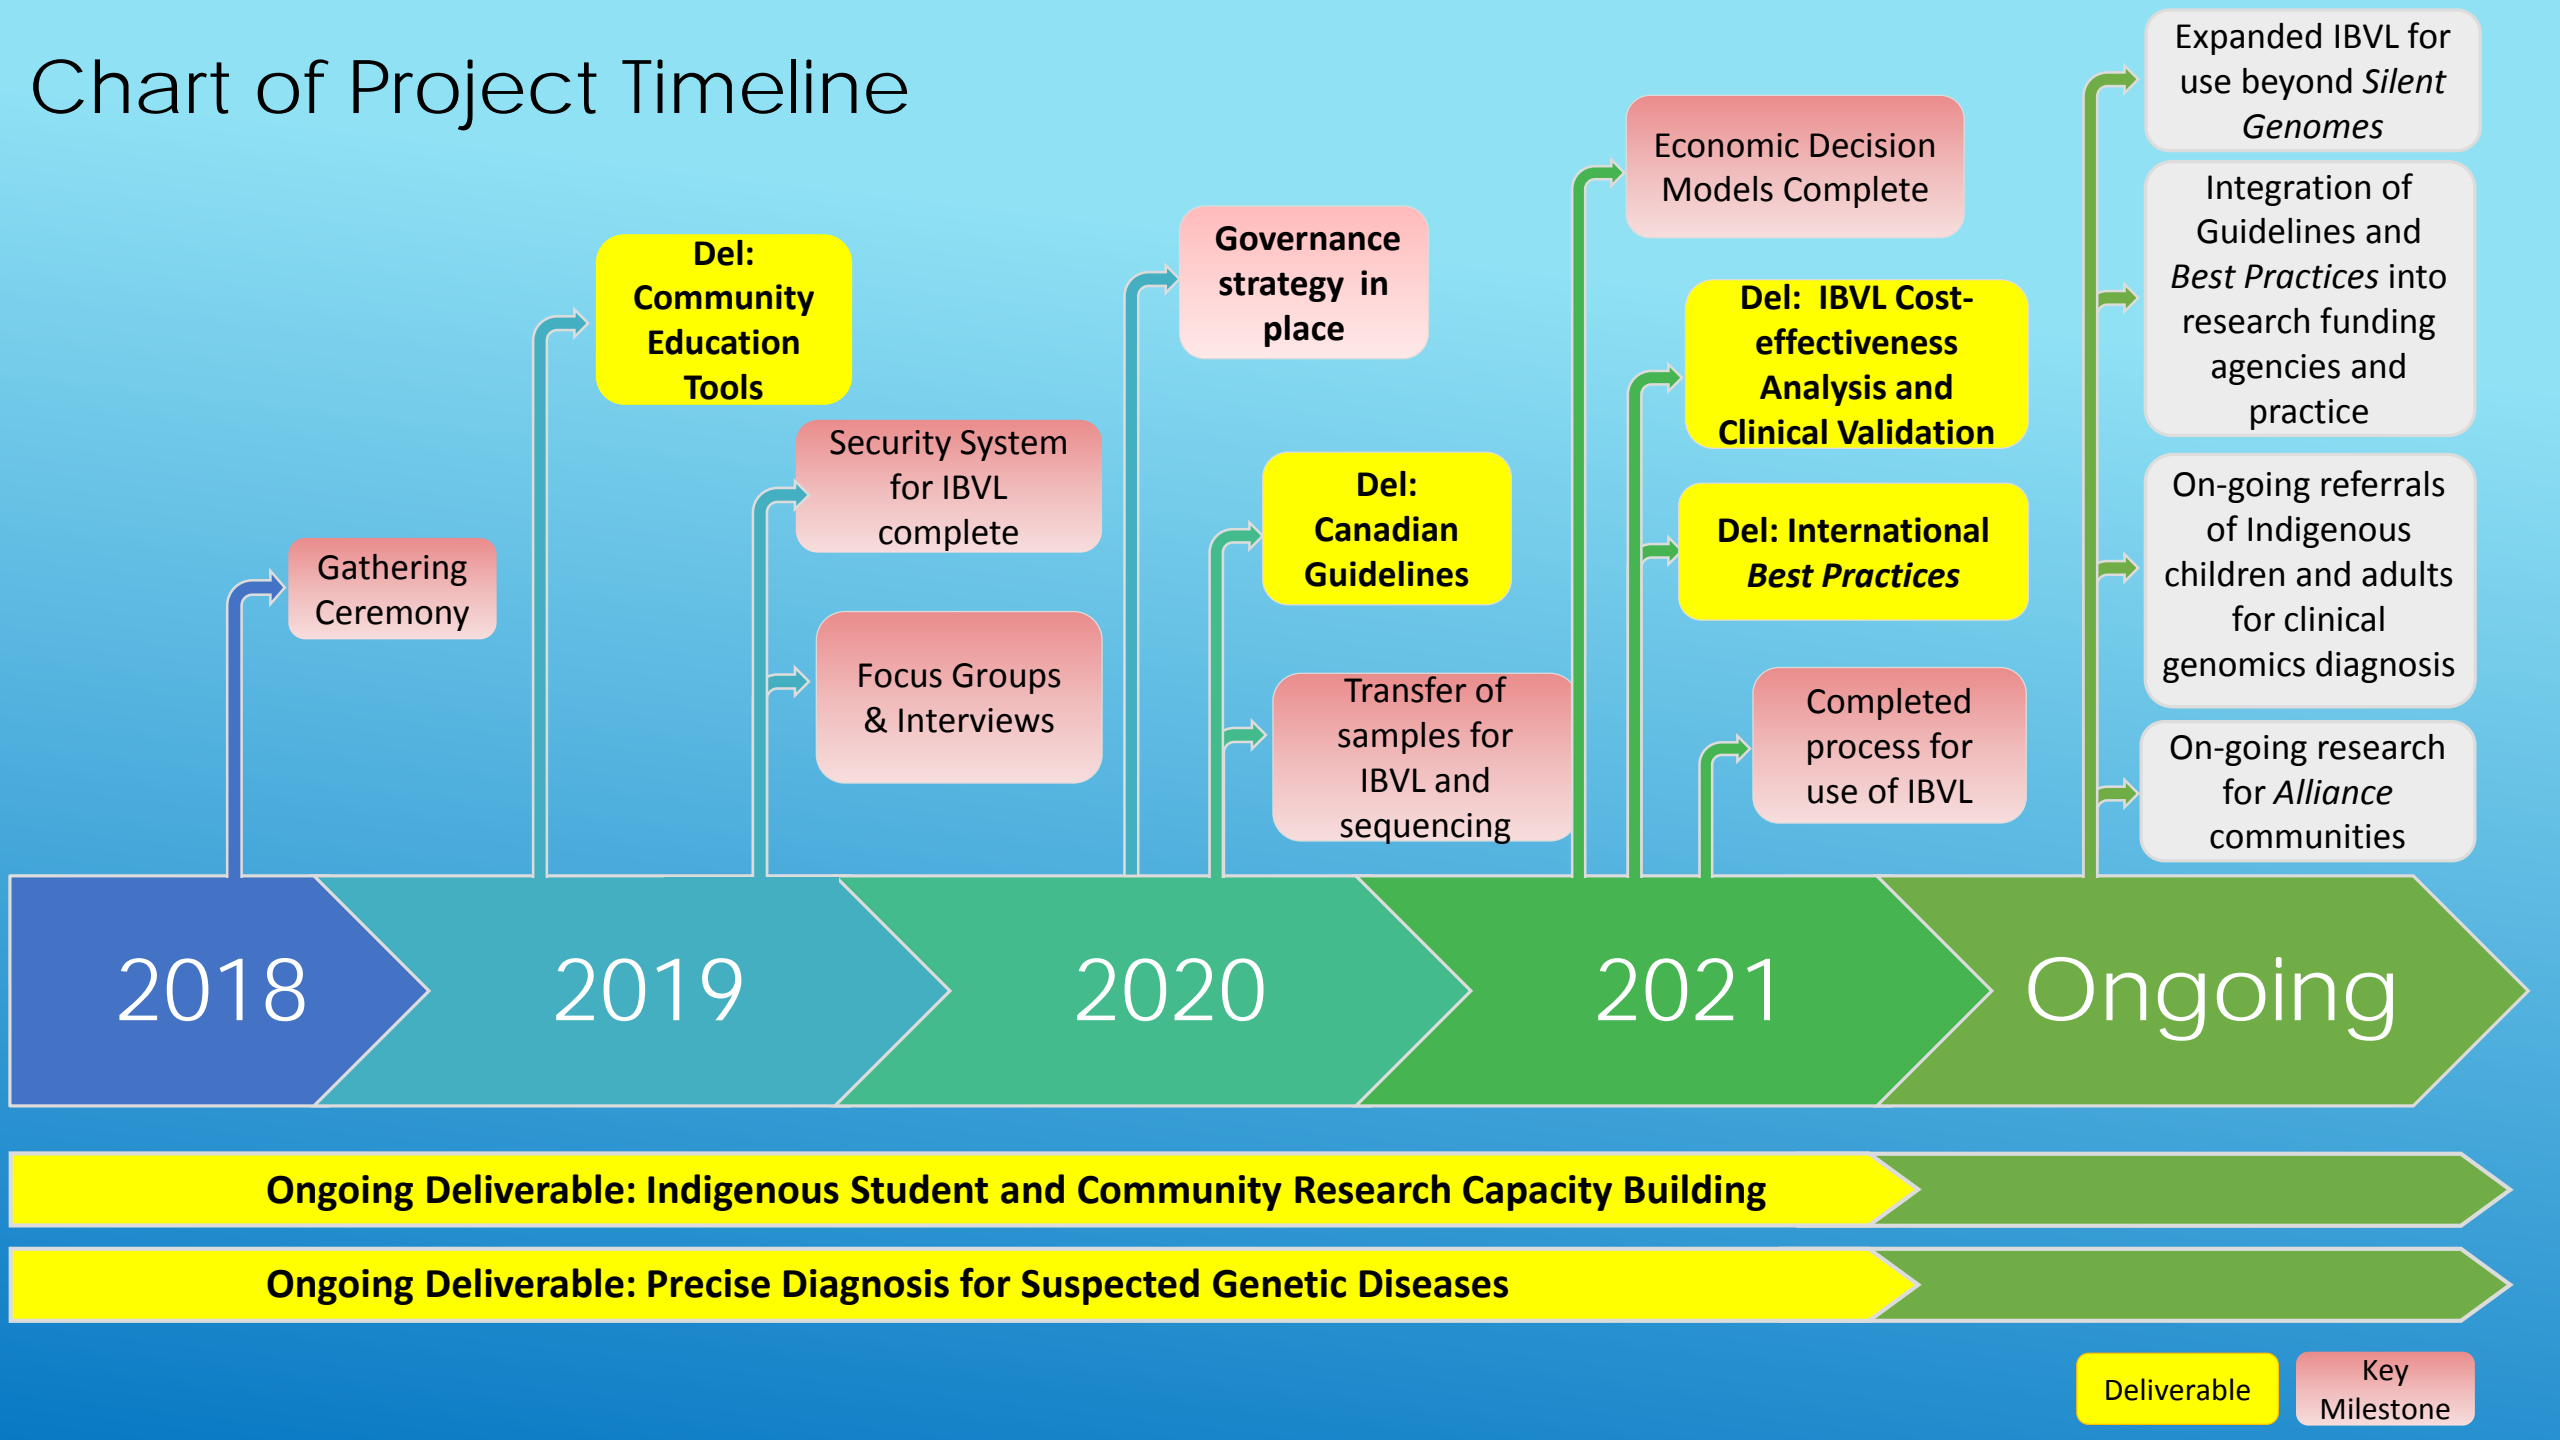 Chart of Project Timeline
Gathering
Ceremony
Del:
Community
Education
Tools
Security System
for IBVL
complete
Focus Groups
& Interviews
Governance
strategy in
place
Del:
Canadian
Guidelines
Transfer of
samples for
IBVL and
sequencing
Economic Decision
Models Complete
Del: IBVL Cost-
effectiveness
Analysis and
Clinical Validation
Del: International
Best Practices
Completed
process for
use of IBVL
Expanded IBVL for
use beyond Silent
Genomes
Integration of
Guidelines and
Best Practices into
research funding
agencies and
practice
On-going referrals
of Indigenous
children and adults
for clinical
genomics diagnosis
On-going research
for Alliance
communities
2018
2019
2020
2021
Ongoing
Ongoing Deliverable: Indigenous Student and Community Research Capacity Building
Ongoing Deliverable: Precise Diagnosis for Suspected Genetic Diseases
Deliverable
Key
Milestone